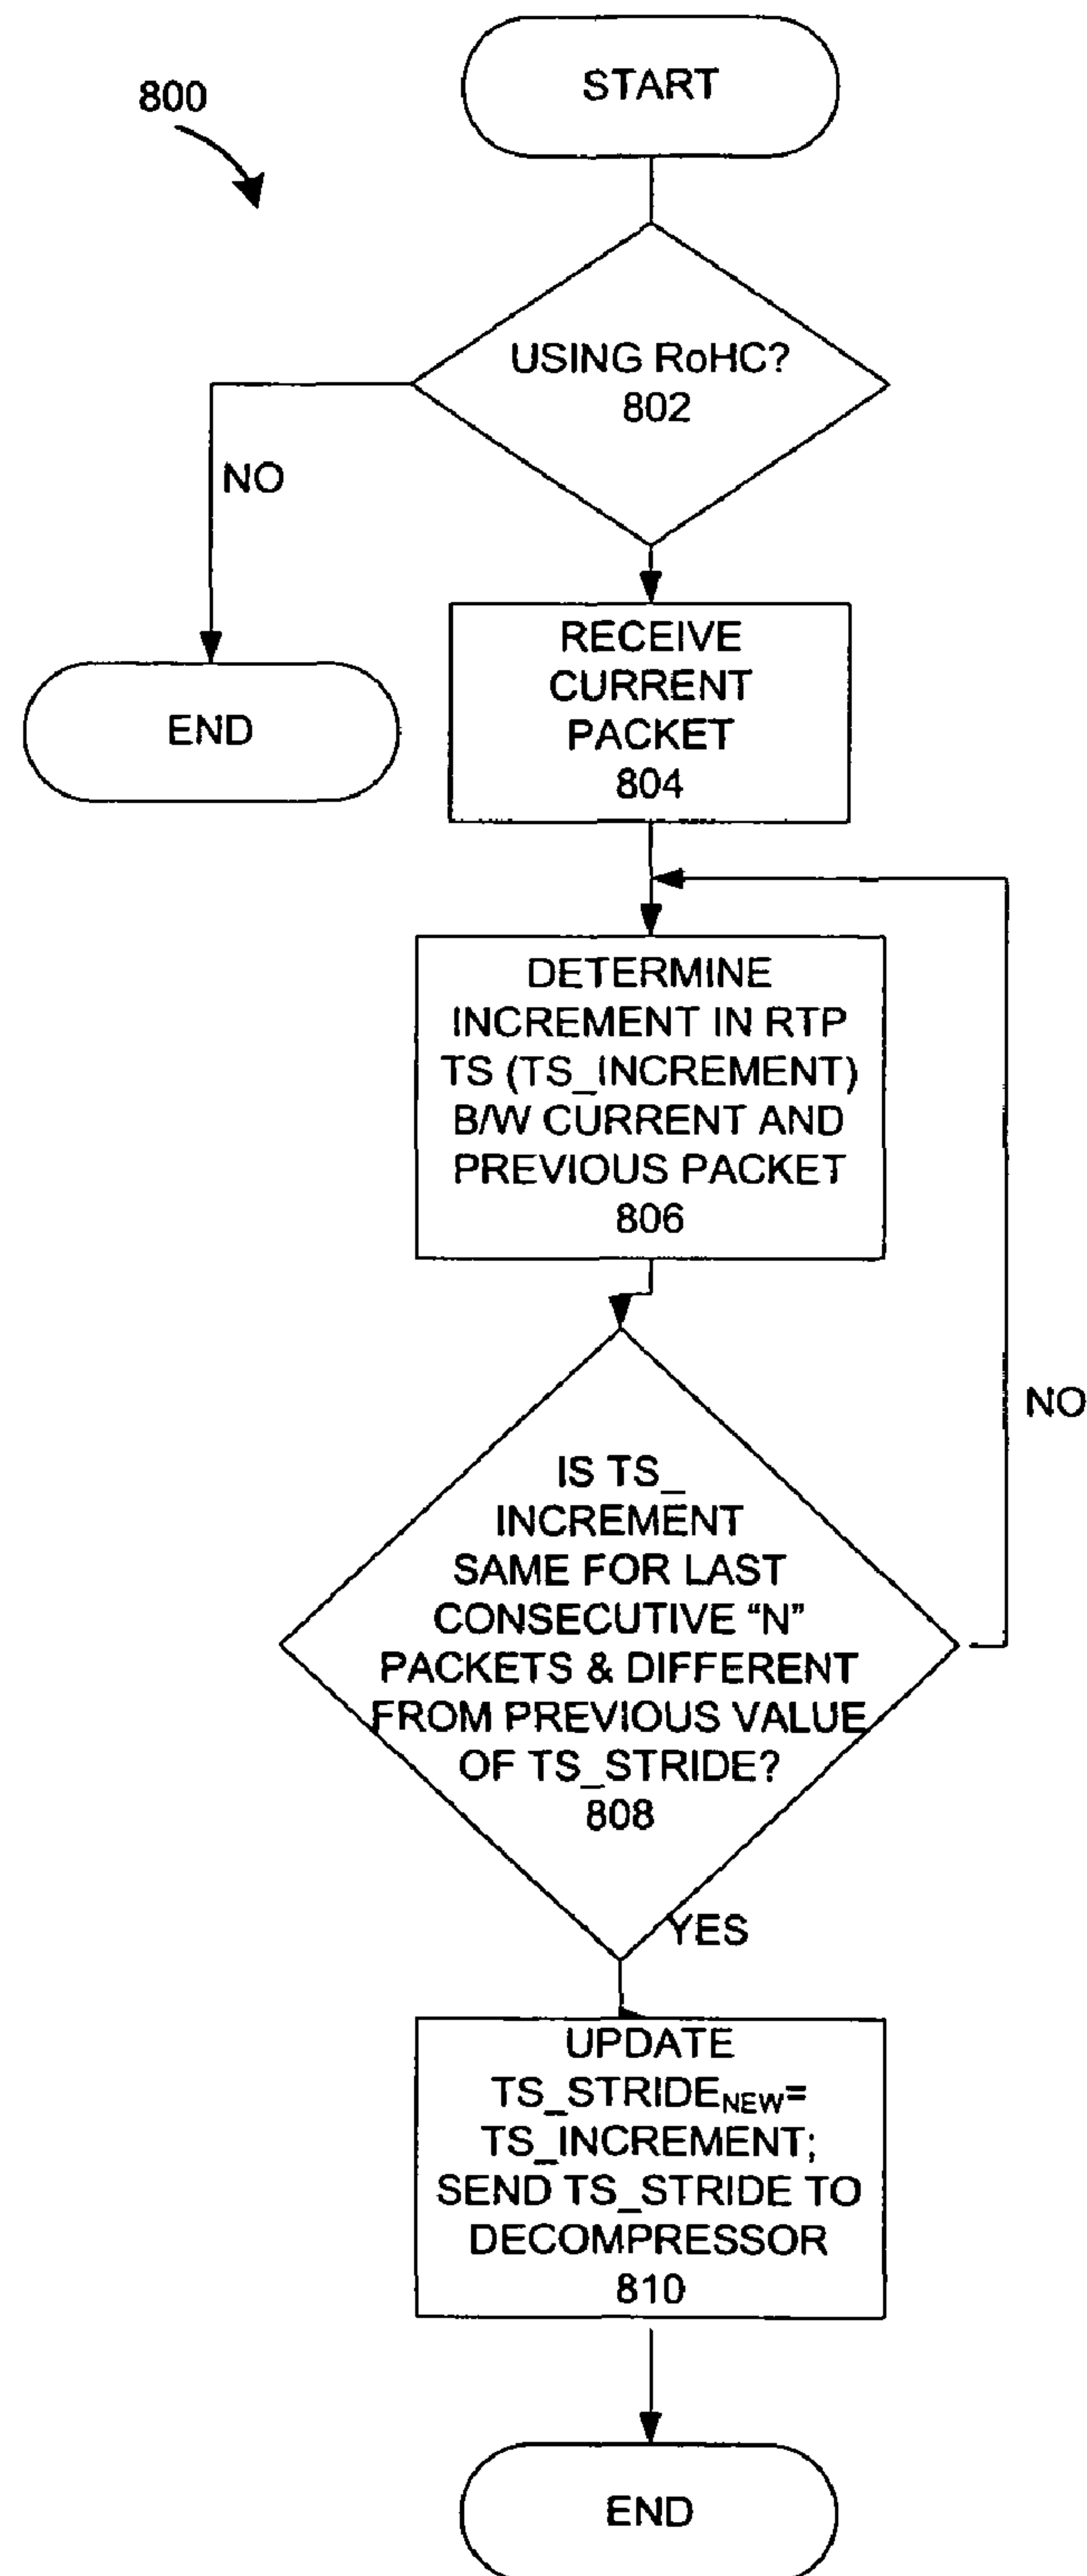 START
800
USING RoHC?
802
NO
RECEIVE
CURRENT
PACKET
804
END
DETERMINE
INCREMENT IN RTP
TS (TS_INCREMENT)
B/W CURRENT AND
PREVIOUS PACKET
806
NO
IS TS_
INCREMENT
SAME FOR LAST
CONSECUTIVE “N”
PACKETS & DIFFERENT
FROM PREVIOUS VALUE
OF TS_STRIDE?
808
YES
UPDATE
TS_STRIDENEW=
TS_INCREMENT;
SEND TS_STRIDE TO
DECOMPRESSOR
810
END